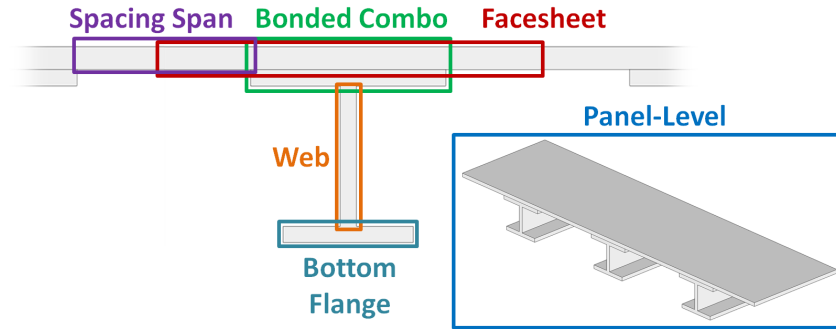 Spacing Span Bonded Combo Facesheet
Panel-Level
Web
Bottom
Flange